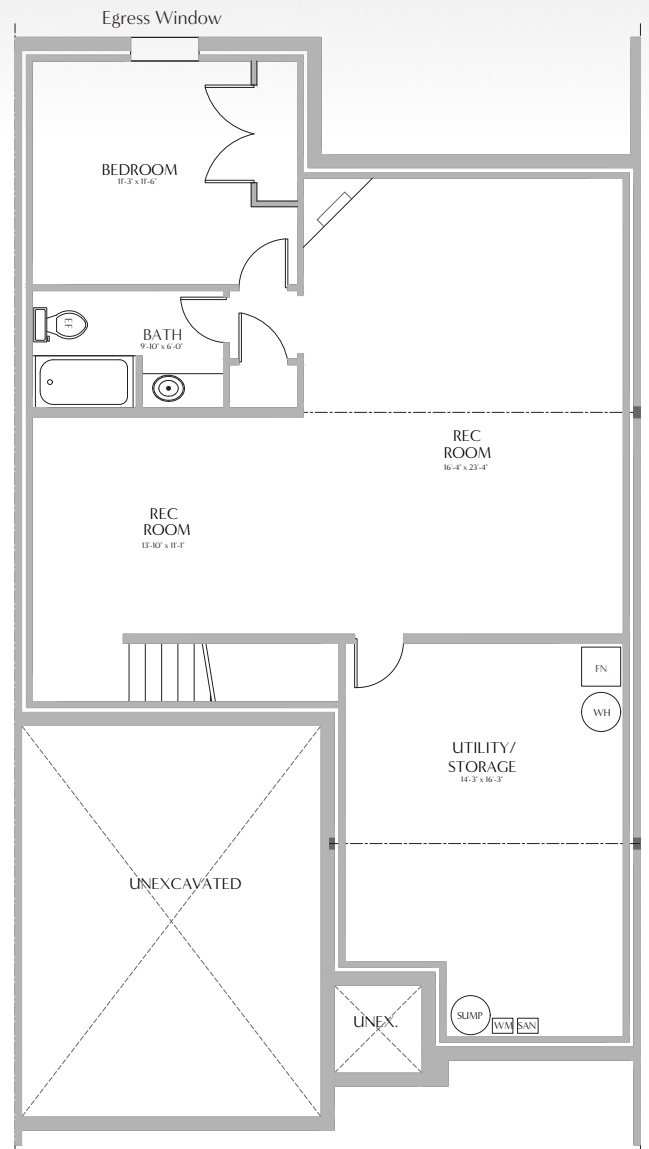 Egress Window
BEDROOM
11'-3" x 11'-6"
EF
BATH
9'-10" x 6'-0"
REC
ROOM
16'-4" x 23'-4"
REC
ROOM
13'-10" x 11'-1"
FN
WH
UTILITY/
STORAGE
14'-3" x 16'-3"
UNEXCAVATED
UNEX.
SUMP
WM
SAN